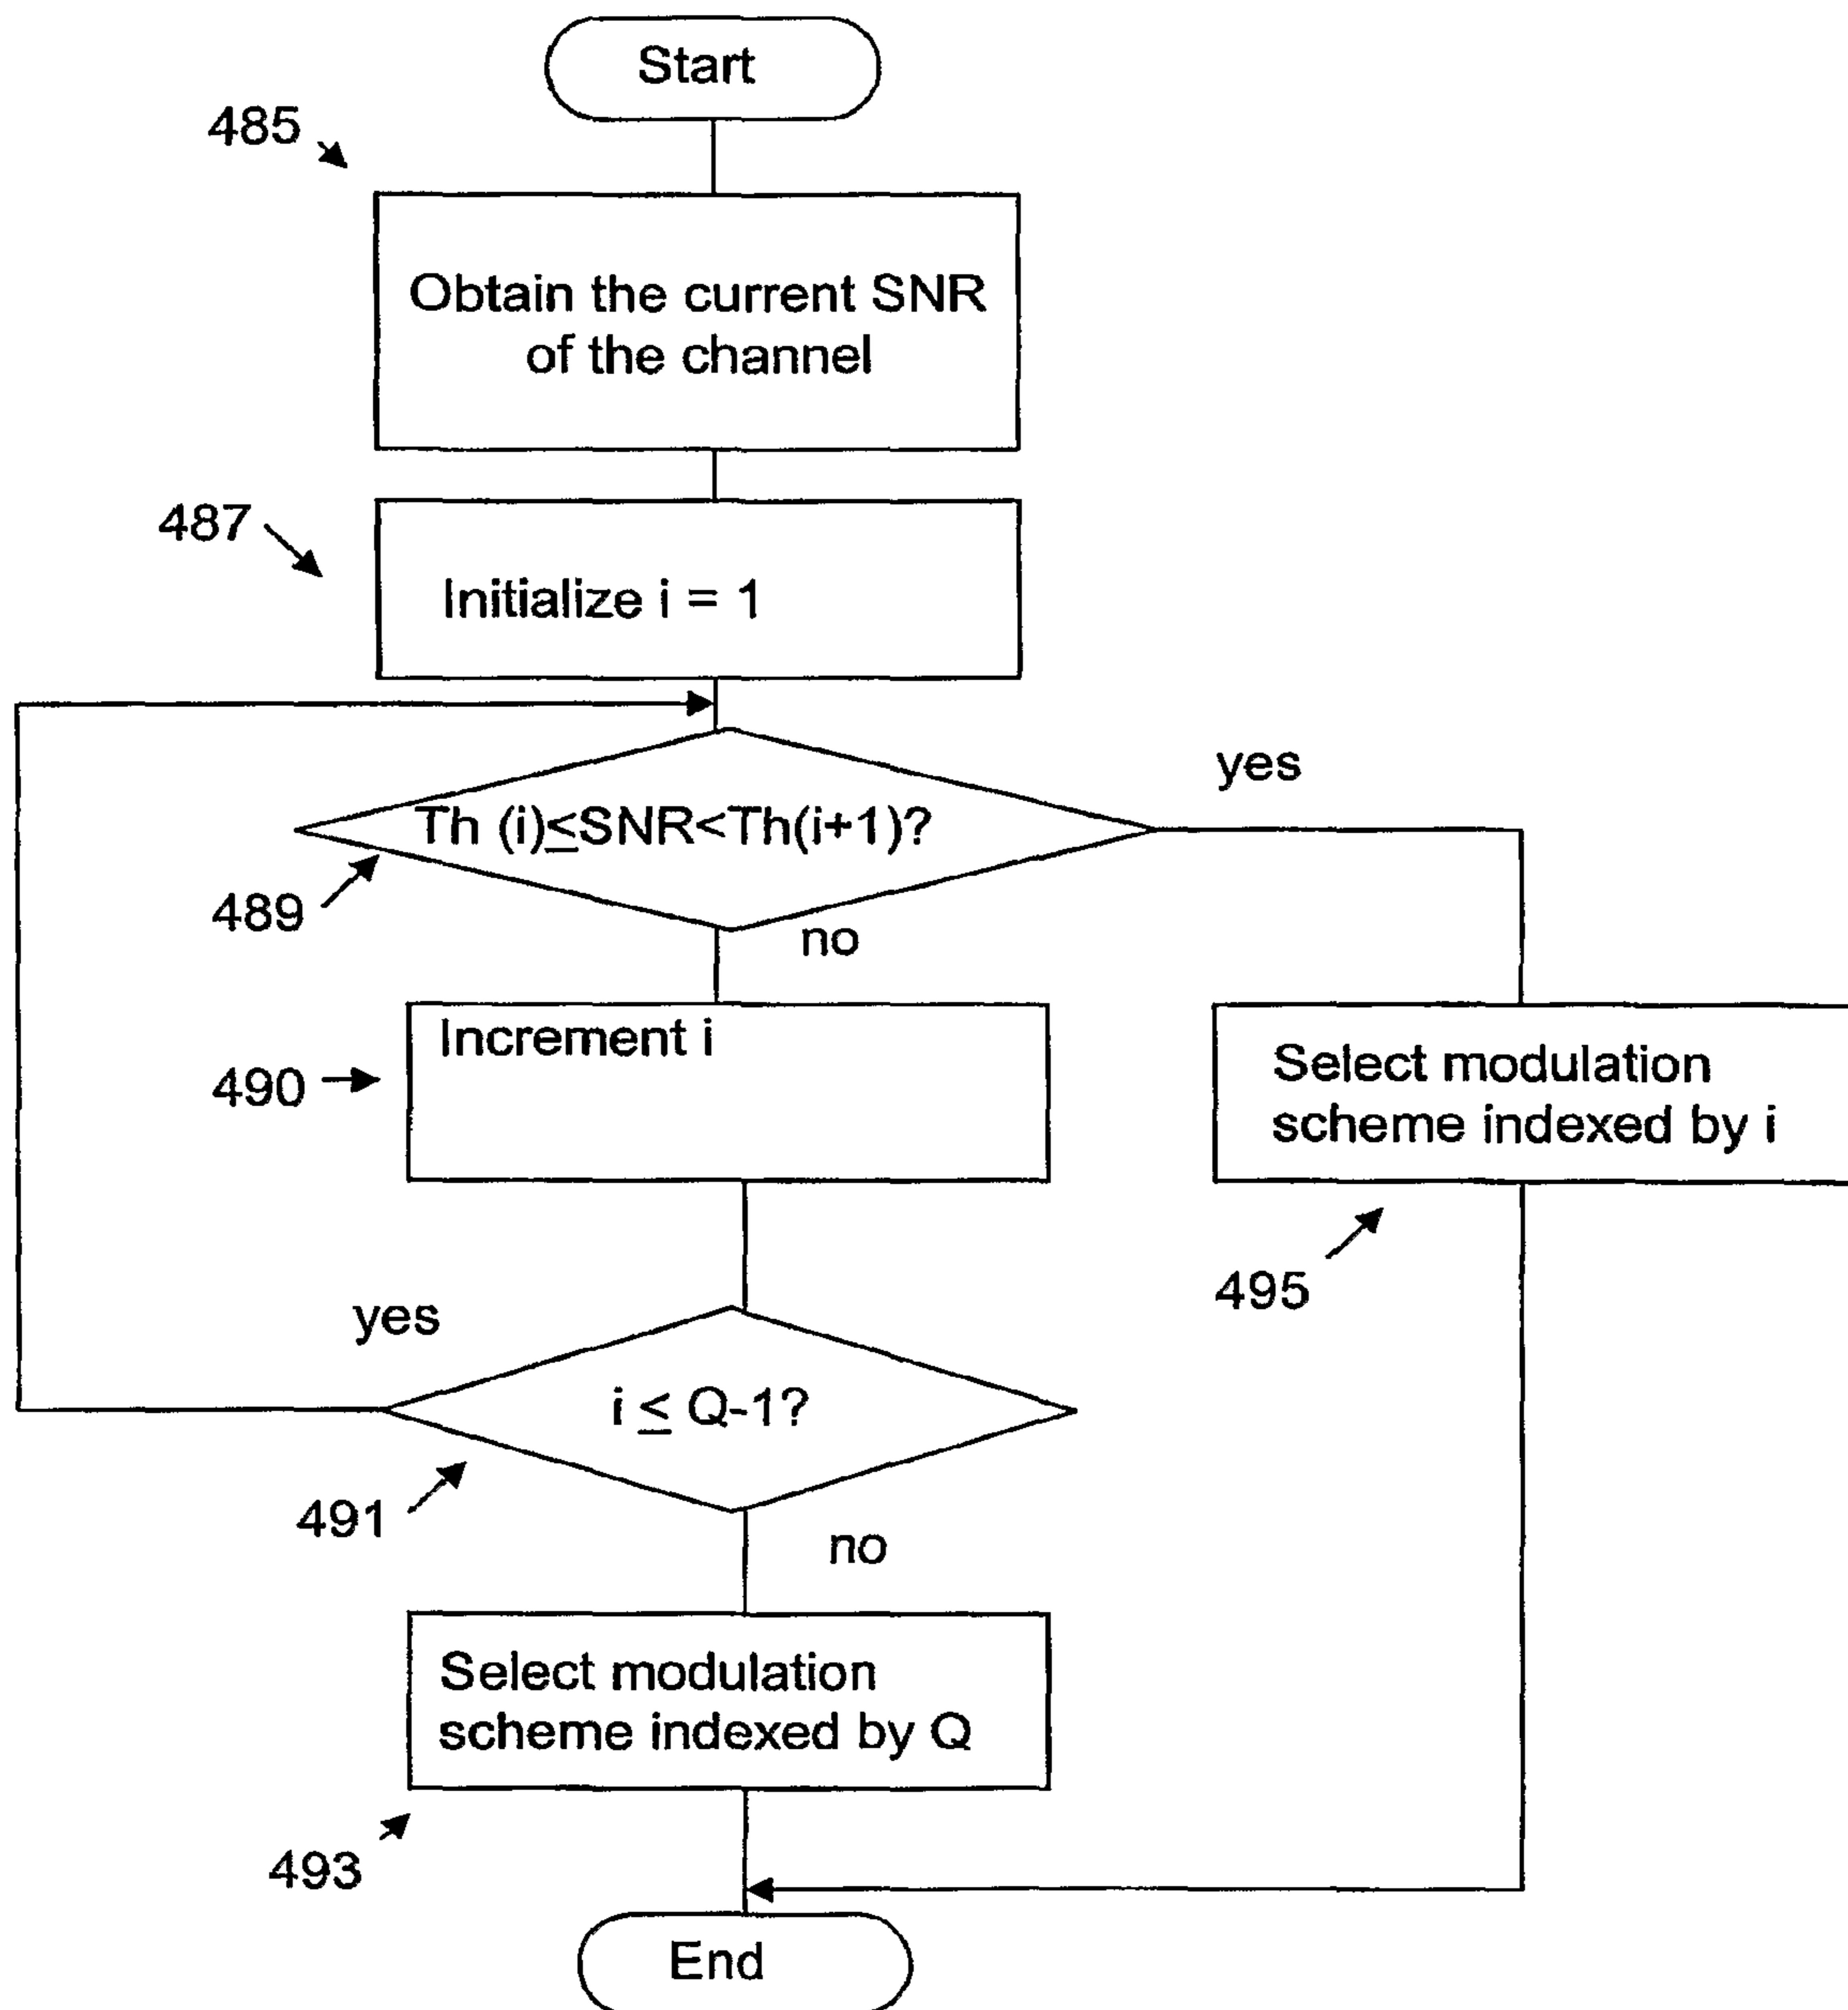 Start
485
Obtain the current SNR
of the channel
487
Initialize i = 1
Th (i)≤SNR<Th(i+1)?
yes
489
no
Increment i
490
Select modulation
scheme indexed by i
495
yes
i ≤ Q-1?
491
no
Select modulation
scheme indexed by Q
493
End